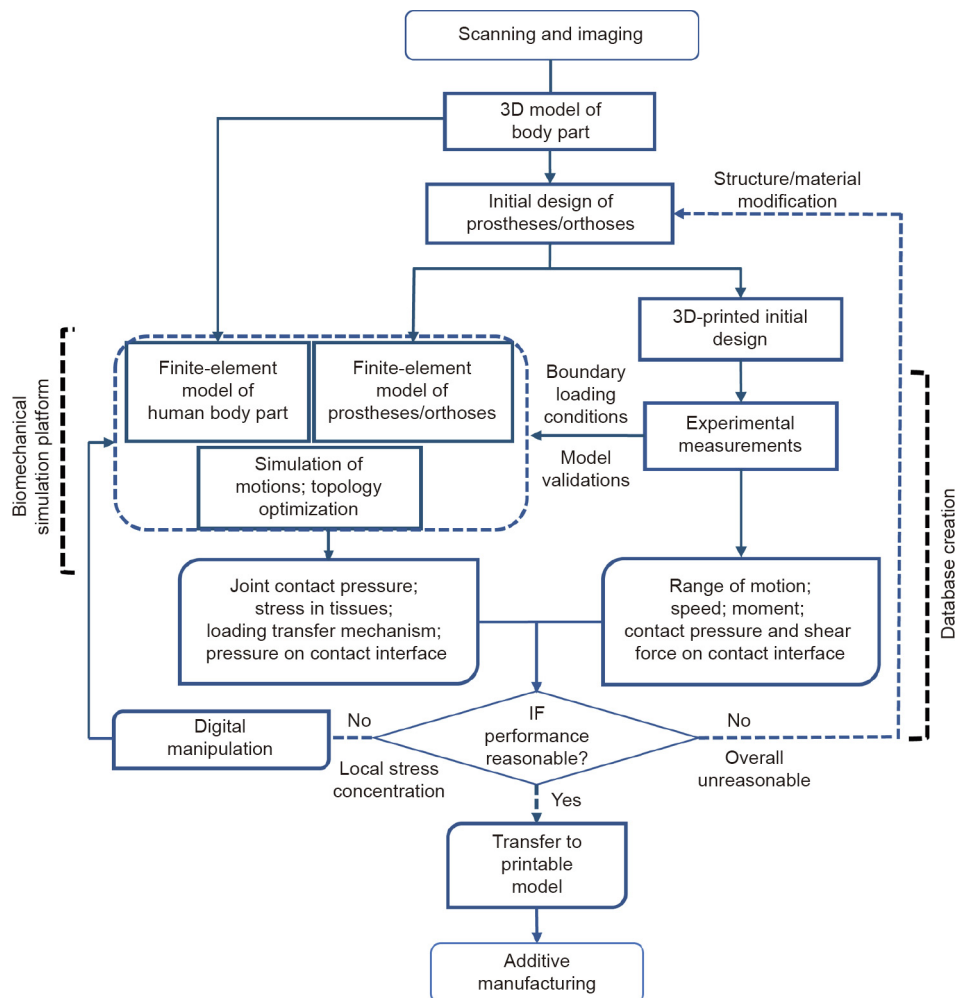 Scanning and imaging
3D model of
body part
Structure/material
modification
Initial design of
prostheses/orthoses
3D-printed initial
design
Biomechanical
simulation platform
Finite-element
model of
human body part
Finite-element
model of
prostheses/orthoses
Boundary
loading
conditions
Model
validations
Experimental
measurements
Simulation of
motions; topology
optimization
Database creation
Joint contact pressure;
stress in tissues;
loading transfer mechanism;
pressure on contact interface
Range of motion;
speed; moment;
contact pressure and shear
force on contact interface
Digital
manipulation
No
Local stress
concentration
IF
performance
reasonable?
No
Overall
unreasonable
Yes
Transfer to
printable
model
Additive
manufacturing